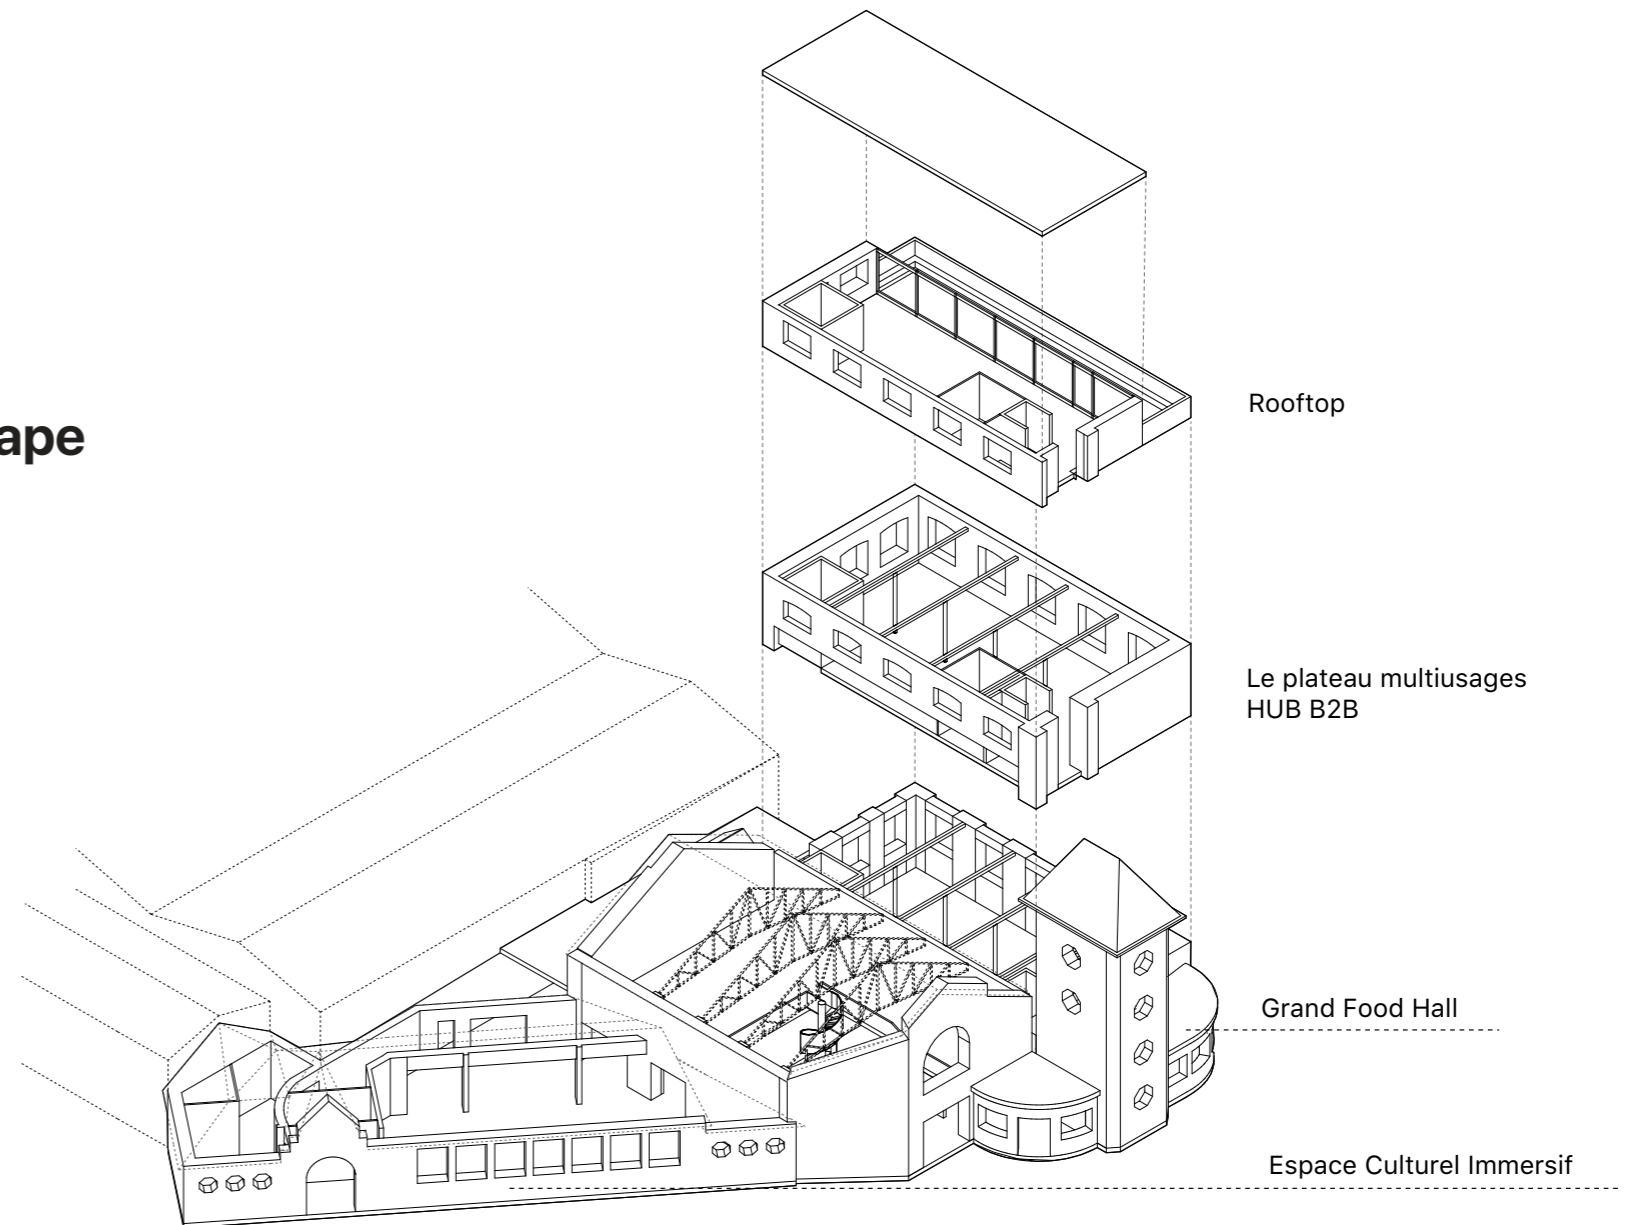 Rooftop
ape
Le plateau multiusages
HUB B2B
Grand Food Hall
Espace Culturel Immersif